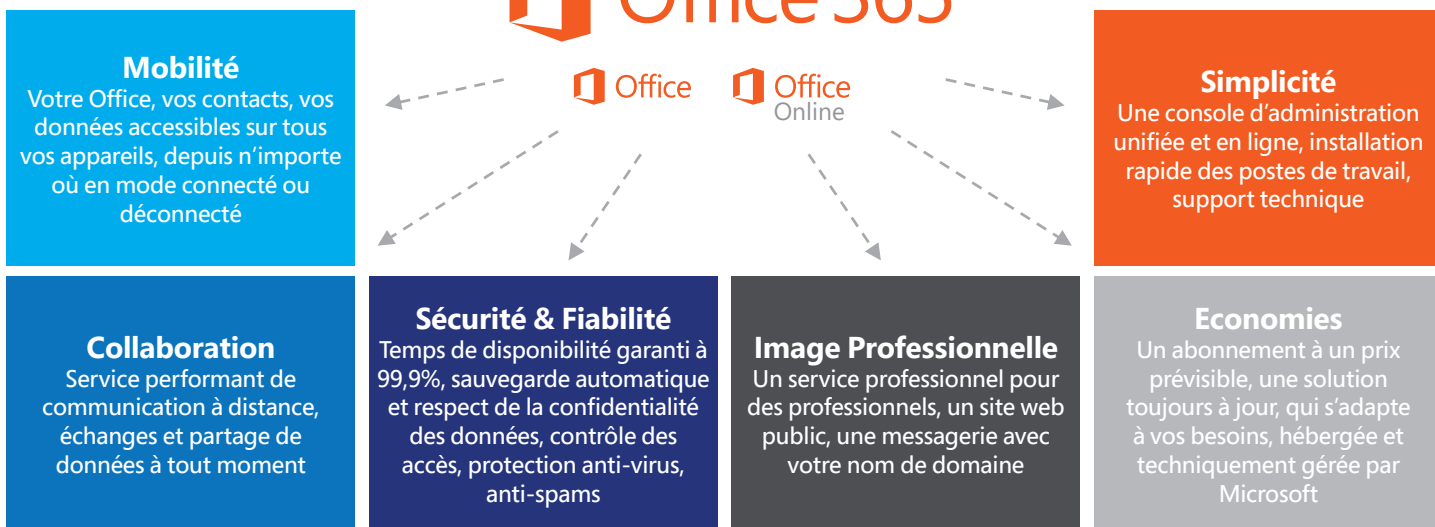 Office 365
Office
Office
Online
Mobilité
Votre Office, vos contacts, vos
données accessibles sur tous
vos appareils, depuis n’importe
où en mode connecté ou
déconnecté
Simplicité
Une console d’administration
unifiée et en ligne, installation
rapide des postes de travail,
support technique
Collaboration
Service performant de
communication à distance,
échanges et partage de
données à tout moment
Sécurité & Fiabilité
Temps de disponibilité garanti à
99,9%, sauvegarde automatique
et respect de la confidentialité
des données, contrôle des
accès, protection anti-virus,
anti-spams
Image Professionnelle
Un service professionnel pour
des professionnels, un site web
public, une messagerie avec
votre nom de domaine
Economies
Un abonnement à un prix
prévisible, une solution
toujours à jour, qui s’adapte
à vos besoins, hébergée et
techniquement gérée par
Microsoft